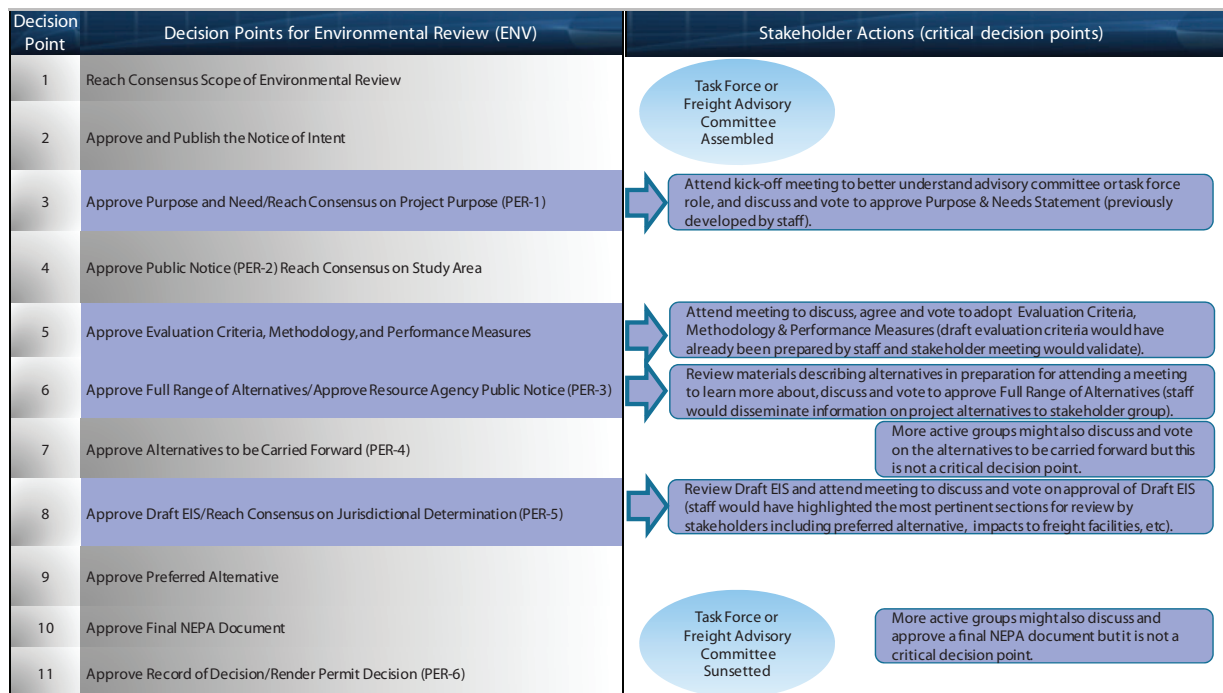 Decision
Point
Decision Points for Environmental Review (ENV)
Stakeholder Actions (critical decision points)
1
Reach Consensus Scope of Environmental Review
Task Force or
Freight Advisory
Committee
Assembled
2
Approve and Publish the Notice of Intent
3
Approve Purpose and Need/Reach Consensus on Project Purpose (PER-1)
Attend kick-off meeting to better understand advisory committee or task force
role, and discuss and vote to approve Purpose & Needs Statement (previously
developed by staff).
4
Approve Public Notice (PER-2) Reach Consensus on Study Area
5
Approve Evaluation Criteria, Methodology, and Performance Measures
Attend meeting to discuss, agree and vote to adopt Evaluation Criteria,
Methodology & Performance Measures (draft evaluation criteria would have
already been prepared by staff and stakeholder meeting would validate).
6
Approve Full Range of Alternatives/Approve Resource Agency Public Notice (PER-3)
Review materials describing alternatives in preparation for attending a meeting
to learn more about, discuss and vote to approve Full Range of Alternatives (staff
would disseminate information on project alternatives to stakeholder group).
7
Approve Alternatives to be Carried Forward (PER-4)
More active groups might also discuss and vote
on the alternatives to be carried forward but this
is not a critical decision point.
8
Approve Draft EIS/Reach Consensus on Jurisdictional Determination (PER-5)
Review Draft EIS and attend meeting to discuss and vote on approval of Draft EIS
(staff would have highlighted the most pertinent sections for review by
stakeholders including preferred alternative, impacts to freight facilities, etc).
9
Approve Preferred Alternative
10
Approve Final NEPA Document
Task Force or
Freight Advisory
Committee
Sunsetted
More active groups might also discuss and
approve a final NEPA document but it is not a
critical decision point.
11
Approve Record of Decision/Render Permit Decision (PER-6)